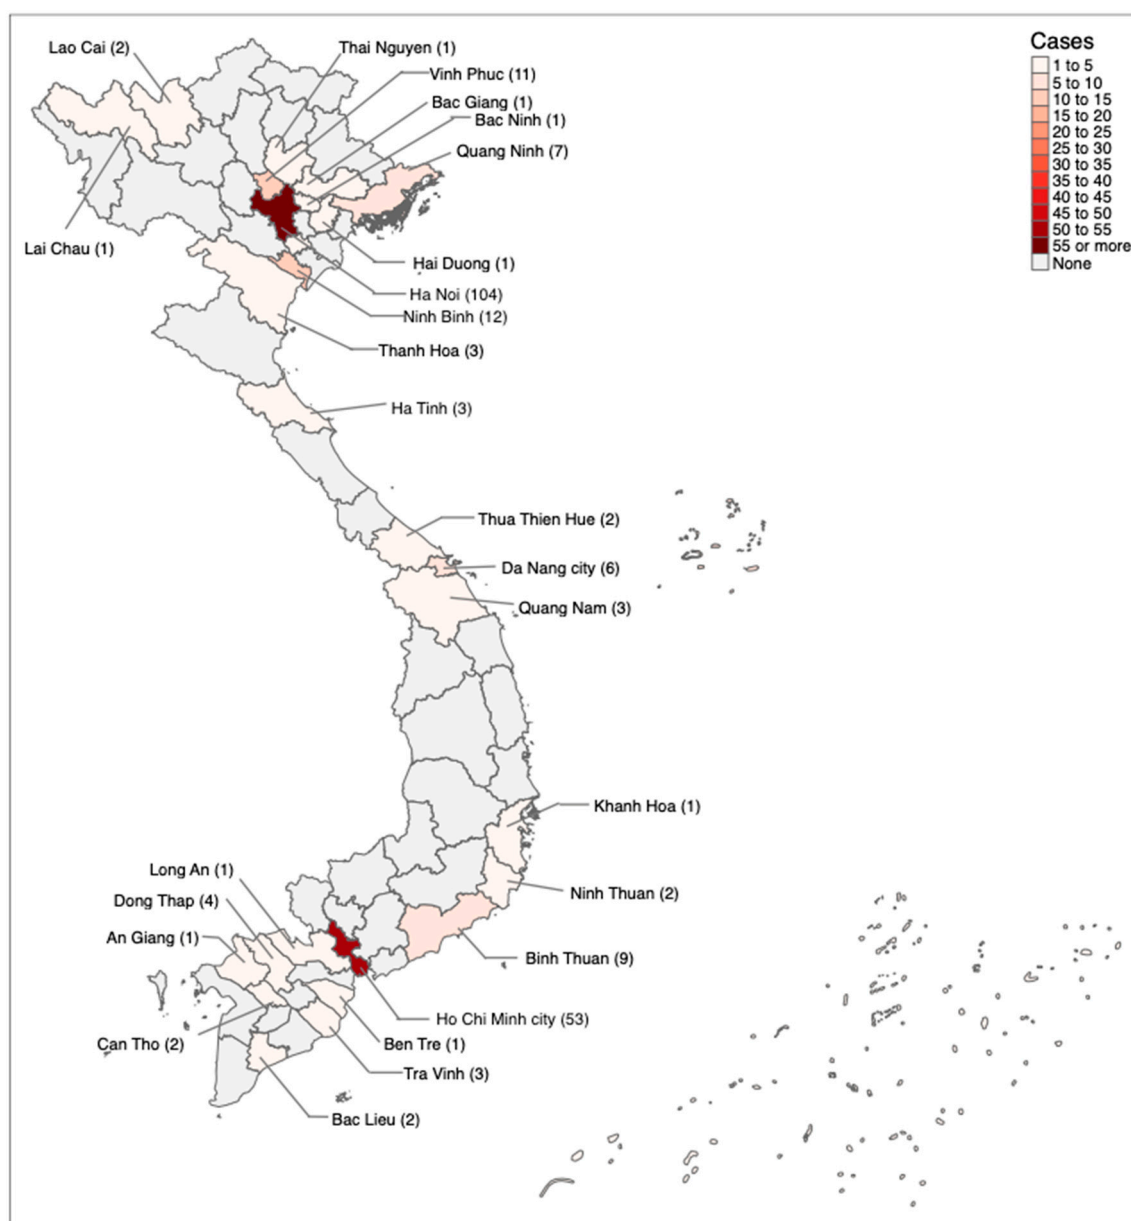 Lao Cai (2)
Thai Nguyen (1)
Vinh Phuc (11)
Bac Giang (1)
Bac Ninh (1)
Quang Ninh (7)
Lai Chau (1)
Hai Duong (1)
Ha Noi (104)
Ninh Binh (12)
Thanh Hoa (3)
Ha Tinh (3)
Thua Thien Hue (2)
Da Nang city (6)
Quang Nam (3)
Khanh Hoa (1)
Ninh Thuan (2)
Binh Thuan (9)
Long An (1)
Dong Thap (4)
An Giang (1)
Ho Chi Minh city (53)
Can Tho (2)
Ben Tre (1)
Tra Vinh (3)
Bac Lieu (2)
Cases
1 to 5
5 to 10
10 to 15
15 to 20
20 to 25
25 to 30
30 to 35
35 to 40
40 to 45
45 to 50
50 to 55
55 or more
None